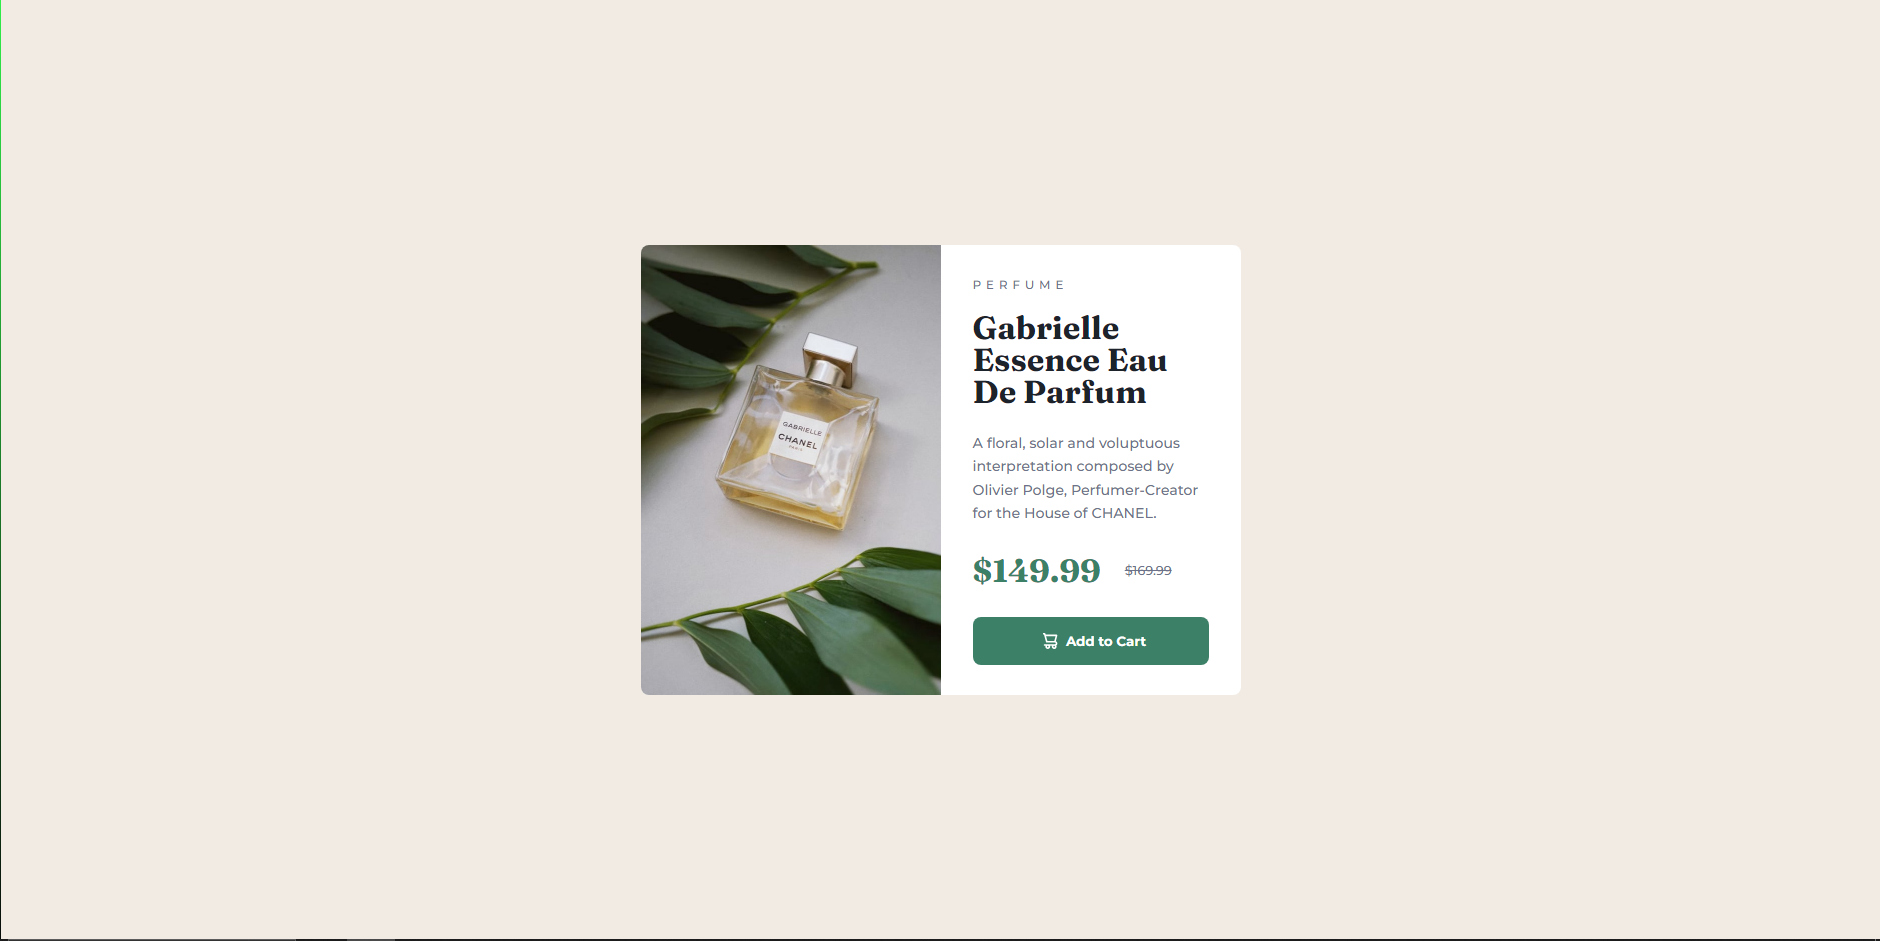 GABRIELLE
CHANEL
PARIS
PERFUME
Gabrielle
Essence Eau
De Parfum
A floral, solar and voluptuous
interpretation composed by
Olivier Polge, Perfumer-Creator
for the House of CHANEL.
$149.99 $169.99
Add to Cart